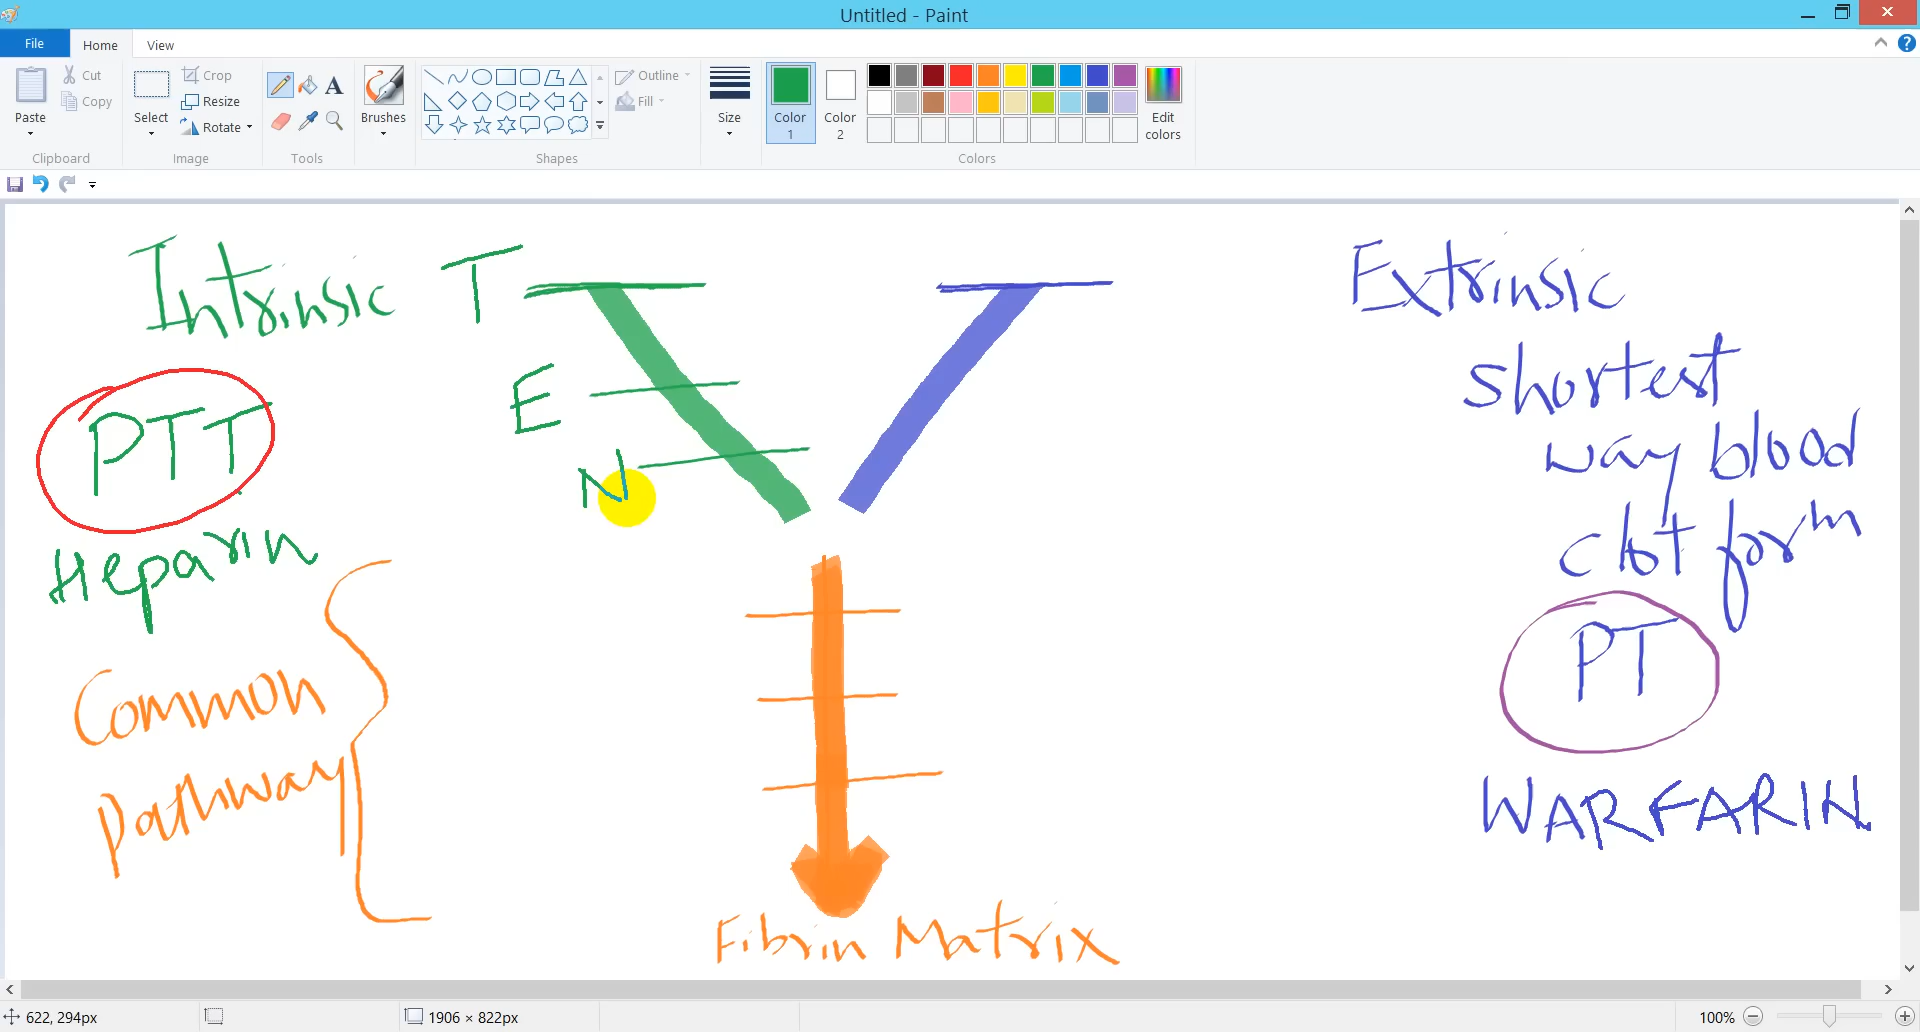 Untitled - Paint
File
Home
View
Paste
Cut
Copy
Clipboard
Select
Crop
Resize
Rotate
Image
A
Tools
Brushes
Shapes
Outline
Fill
Size
Color 1
Color 2
Edit colors
Colors
Intrinsic
T
E
N
PTT
Heparin
Common
pathway
Extrinsic
shortest
way blood
clot form
PT
WARFARIN
Fibrin Matrix
622, 294px
1906 × 822px
100%